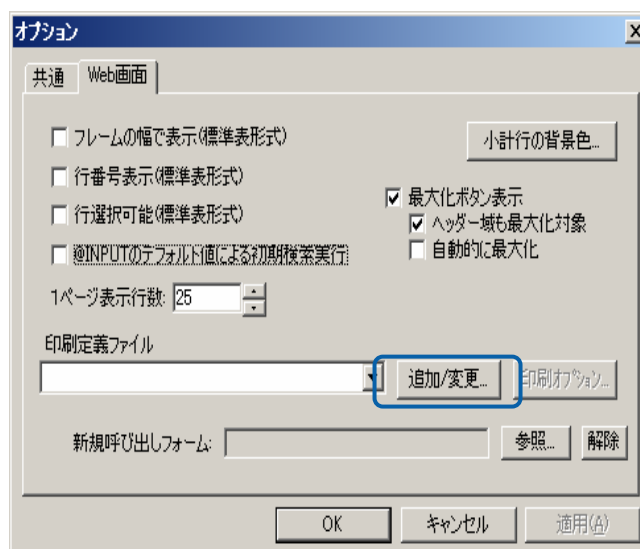 オプション
共通 Web画面
フレームの幅で表示(標準表形式)
小計行の背景色...
行番号表示(標準表形式)
最大化ボタン表示
行選択可能(標準表形式)
ヘッダー域も最大化対象
@INPUTのデフォルト値による初期検索実行
自動的に最大化
1ページ表示行数: 25
印刷定義ファイル
追加/変更... 印刷オプション...
新規呼び出しフォーム: 参照... 解除
OK キャンセル 適用(A)